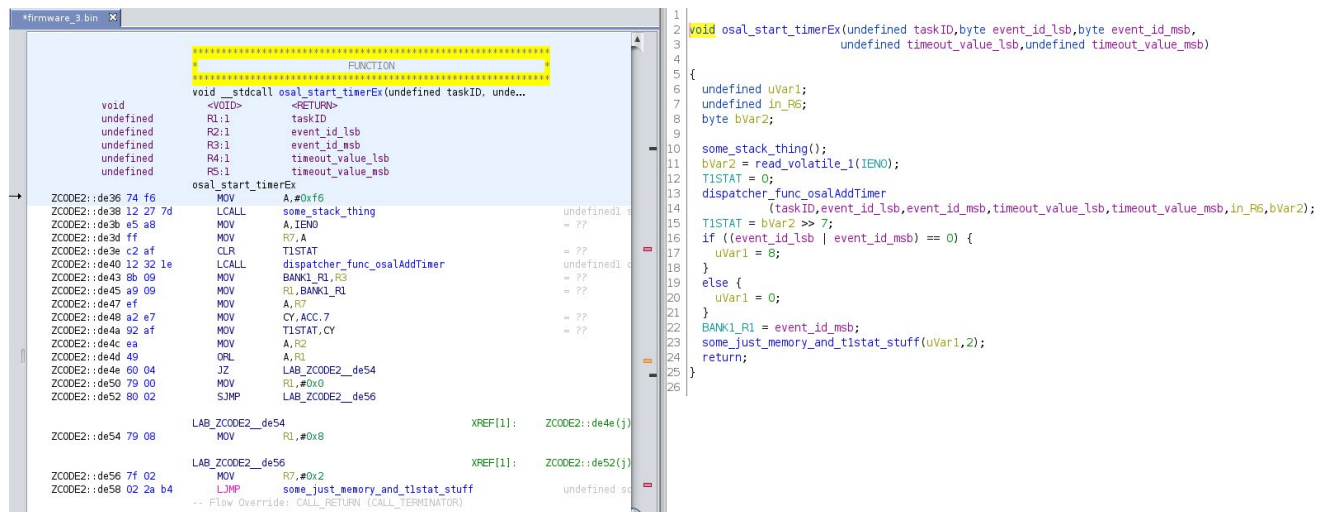 *firmware_3.bin
************************************************************
* FUNCTION *
************************************************************
void __stdcall osal_start_timerEx(undefined taskID, unde...
void <VOID> <RETURN>
undefined R1:1 taskID
undefined R2:1 event_id_lsb
undefined R3:1 event_id_msb
undefined R4:1 timeout_value_lsb
undefined R5:1 timeout_value_msb
osal_start_timerEx
ZCODE2::de36 74 f6 MOV A,#0xf6
ZCODE2::de38 12 27 7d LCALL some_stack_thing undefined1 s
ZCODE2::de3b e5 a8 MOV A,IEN0 = ??
ZCODE2::de3d ff MOV R7,A
ZCODE2::de3e c2 af CLR T1STAT = ??
ZCODE2::de40 12 32 1e LCALL dispatcher_func_osalAddTimer undefined1 d
ZCODE2::de43 8b 09 MOV BANK1_R1,R3 = ??
ZCODE2::de45 a9 09 MOV R1,BANK1_R1 = ??
ZCODE2::de47 ef MOV A,R7
ZCODE2::de48 a2 e7 MOV CY,ACC.7 = ??
ZCODE2::de4a 92 af MOV T1STAT,CY = ??
ZCODE2::de4c ea MOV A,R2
ZCODE2::de4d 49 ORL A,R1
ZCODE2::de4e 60 04 JZ LAB_ZCODE2__de54
ZCODE2::de50 79 00 MOV R1,#0x0
ZCODE2::de52 80 02 SJMP LAB_ZCODE2__de56
LAB_ZCODE2__de54 XREF[1]: ZCODE2::de4e(j)
ZCODE2::de54 79 08 MOV R1,#0x8
LAB_ZCODE2__de56 XREF[1]: ZCODE2::de52(j)
ZCODE2::de56 7f 02 MOV R7,#0x2
ZCODE2::de58 02 2a b4 LJMP some_just_memory_and_t1stat_stuff undefined so
-- Flow Override: CALL_RETURN (CALL_TERMINATOR)
1
2 void osal_start_timerEx(undefined taskID,byte event_id_lsb,byte event_id_msb,
3 undefined timeout_value_lsb,undefined timeout_value_msb)
4
5 {
6 undefined uVar1;
7 undefined in_R6;
8 byte bVar2;
9
10 some_stack_thing();
11 bVar2 = read_volatile_1(IEN0);
12 T1STAT = 0;
13 dispatcher_func_osalAddTimer
14 (taskID,event_id_lsb,event_id_msb,timeout_value_lsb,timeout_value_msb,in_R6,bVar2);
15 T1STAT = bVar2 >> 7;
16 if ((event_id_lsb | event_id_msb) == 0) {
17 uVar1 = 8;
18 }
19 else {
20 uVar1 = 0;
21 }
22 BANK1_R1 = event_id_msb;
23 some_just_memory_and_t1stat_stuff(uVar1,2);
24 return;
25 }
26